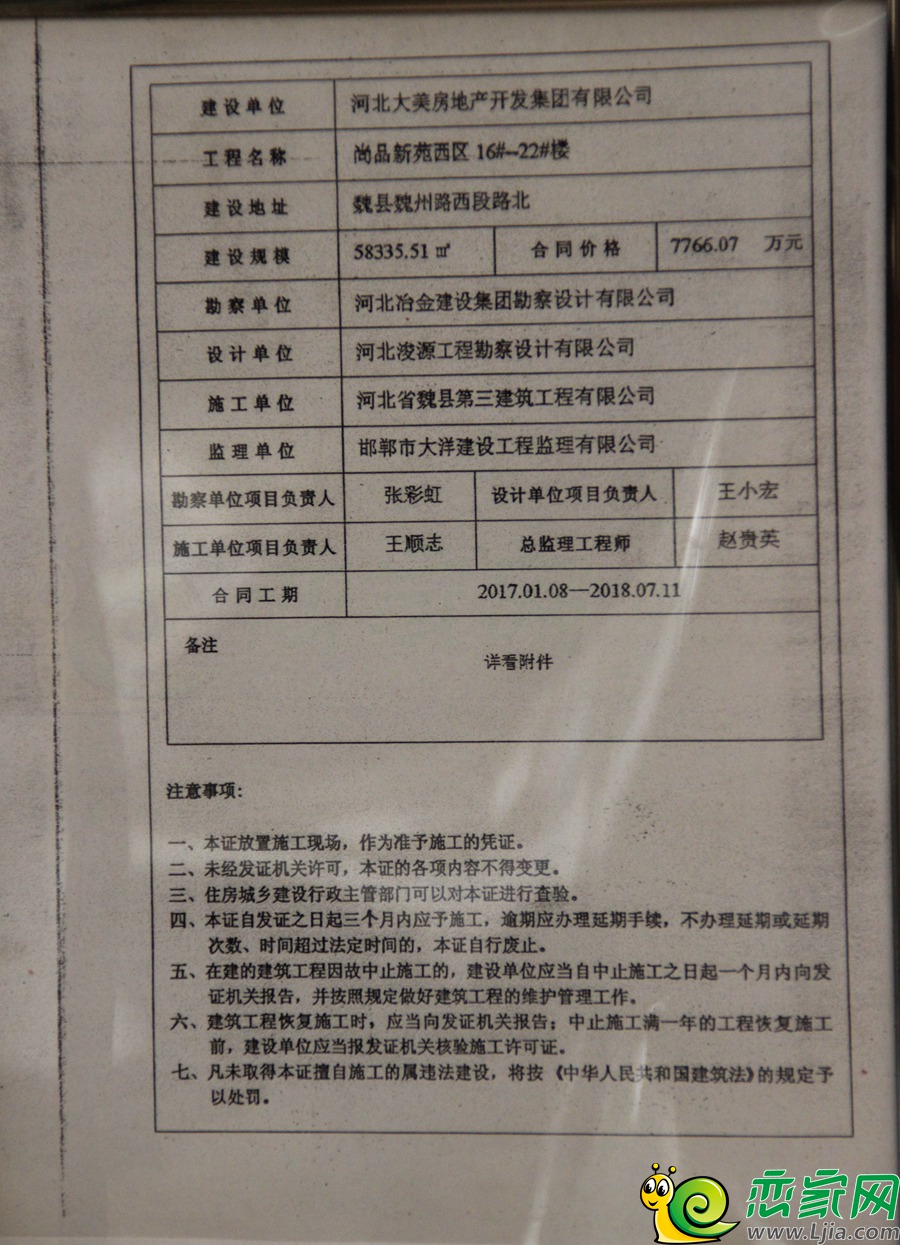 建设单位 河北大美房地产开发集团有限公司
工程名称 尚品新苑西区 16#--22#楼
建设地址 魏县魏州路西段路北
建设规模 58335.51 ㎡ 合同价格 7766.07 万元
勘察单位 河北冶金建设集团勘察设计有限公司
设计单位 河北浚源工程勘察设计有限公司
施工单位 河北省魏县第三建筑工程有限公司
监理单位 邯郸市大洋建设工程监理有限公司
勘察单位项目负责人 张彩虹 设计单位项目负责人 王小宏
施工单位项目负责人 王顺志 总监理工程师 赵贵英
合同工期 2017.01.08--2018.07.11
备注
详看附件
注意事项:
一、本证放置施工现场，作为准予施工的凭证。
二、未经发证机关许可，本证的各项内容不得变更。
三、住房城乡建设行政主管部门可以对本证进行查验。
四、本证自发证之日起三个月内应予施工，逾期应办理延期手续，不办理延期或延期
次数、时间超过法定时间的，本证自行废止。
五、在建的建筑工程因故中止施工的，建设单位应当自中止施工之日起一个月内向发
证机关报告，并按照规定做好建筑工程的维护管理工作。
六、建筑工程恢复施工时，应当向发证机关报告；中止施工满一年的工程恢复施工
前，建设单位应当报发证机关核验施工许可证。
七、凡未取得本证擅自施工的属违法建设，将按《中华人民共和国建筑法》的规定予
以处罚。
恋家网
www.Ljia.com